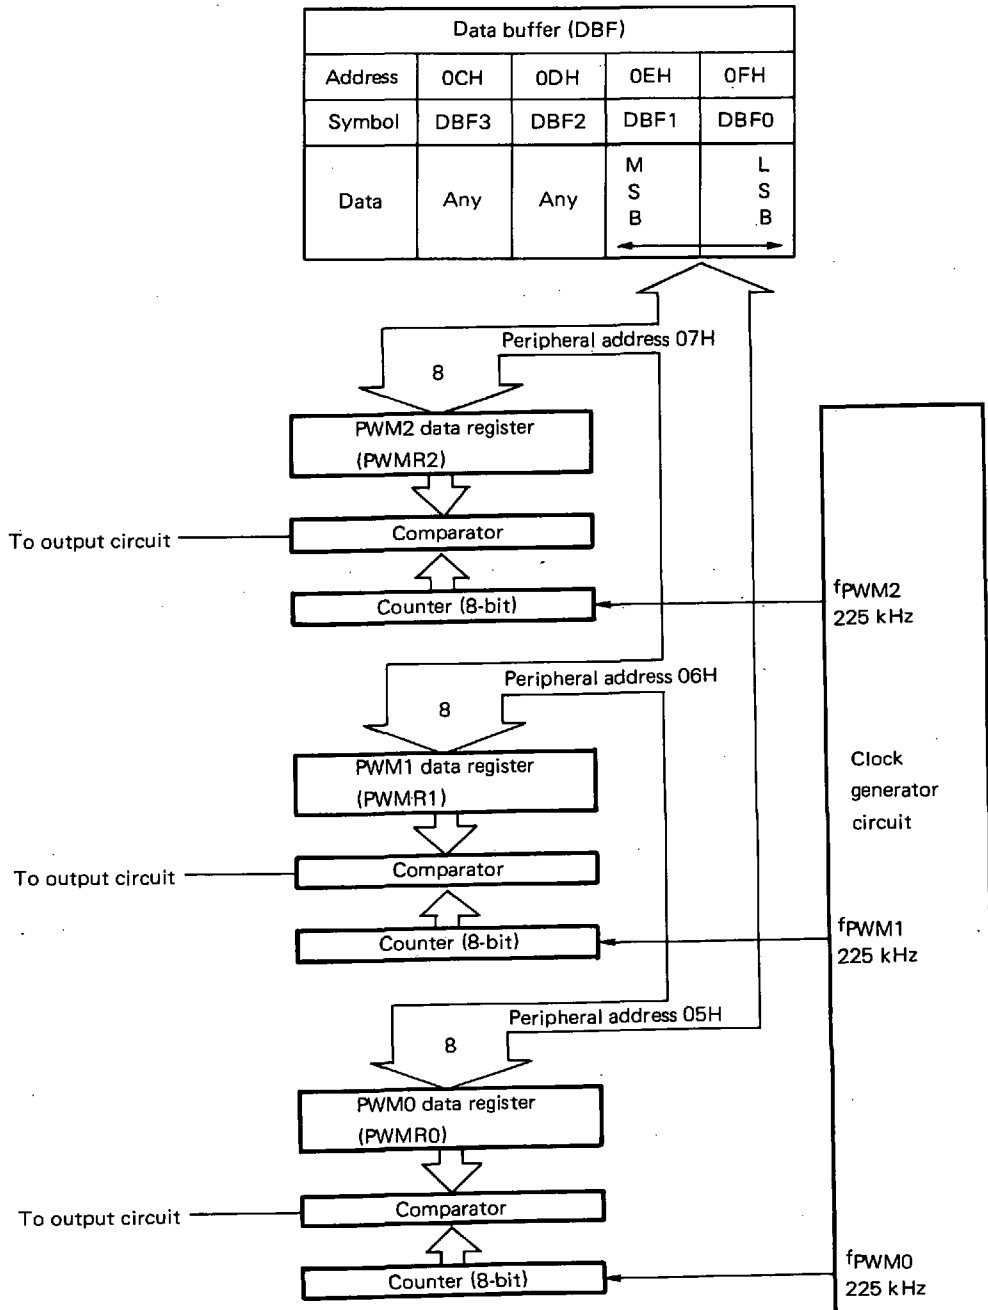 Data buffer (DBF)
Address 0CH 0DH 0EH 0FH
Symbol DBF3 DBF2 DBF1 DBF0
Data Any Any
M L
S S
B B
Peripheral address 07H
8
PWM2 data register
(PWMR2)
Comparator
To output circuit
Counter (8-bit)
fPWM2
225 kHz
Peripheral address 06H
8
PWM1 data register
(PWMR1)
Clock
generator
circuit
Comparator
To output circuit
Counter (8-bit)
fPWM1
225 kHz
Peripheral address 05H
8
PWM0 data register
(PWMR0)
Comparator
To output circuit
Counter (8-bit)
fPWM0
225 kHz